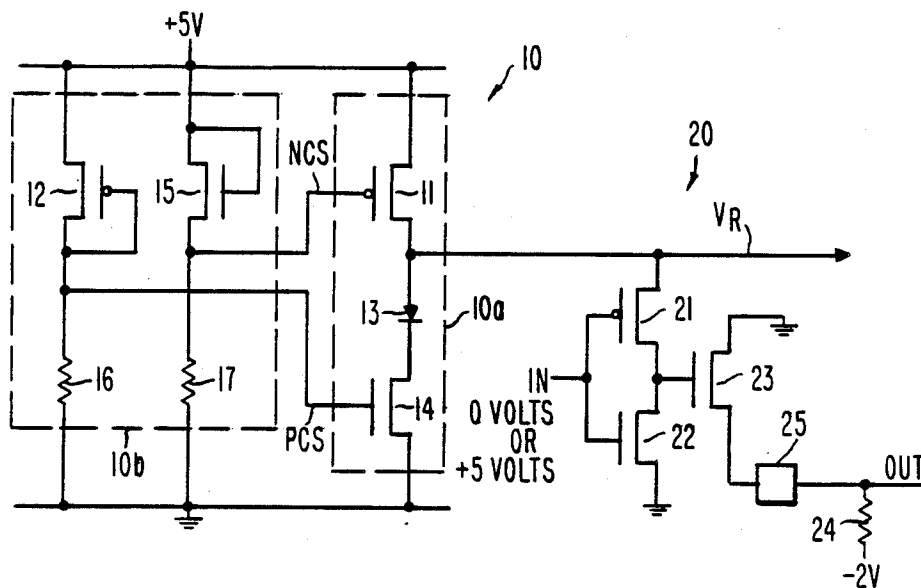 +5V
10
20
NCS
12
15
11
VR
13
10a
21
16
17
IN
0 VOLTS
OR
+5 VOLTS
23
PCS
14
22
25
10b
OUT
24
-2V